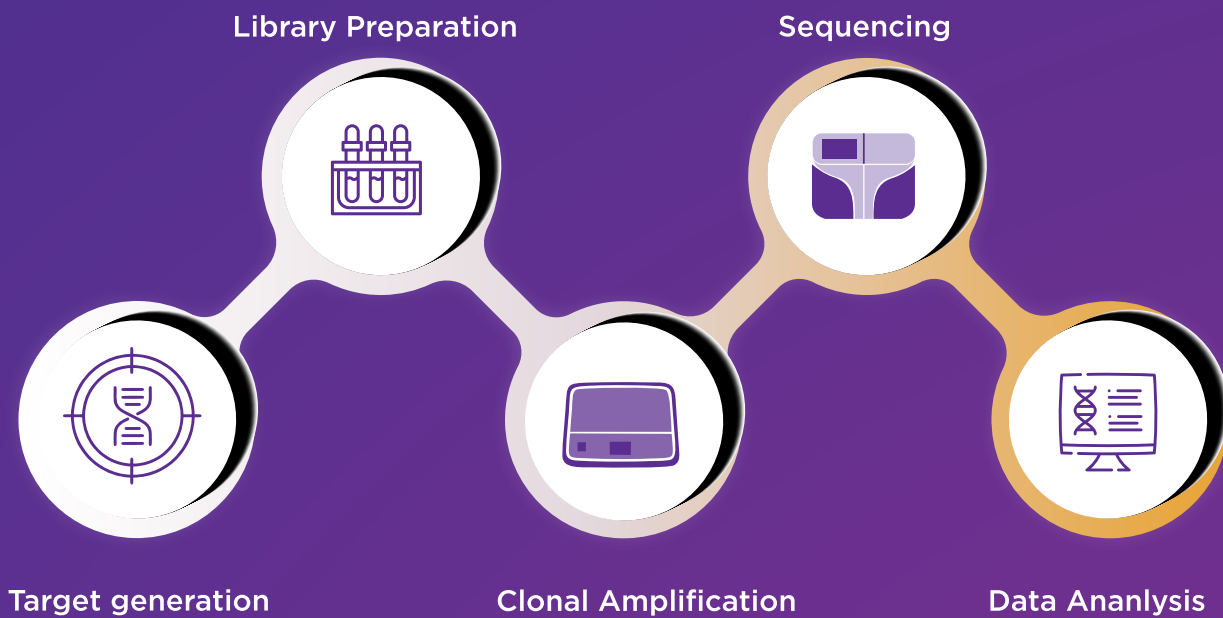 Library Preparation
Sequencing
Target generation
Clonal Amplification
Data Ananlysis